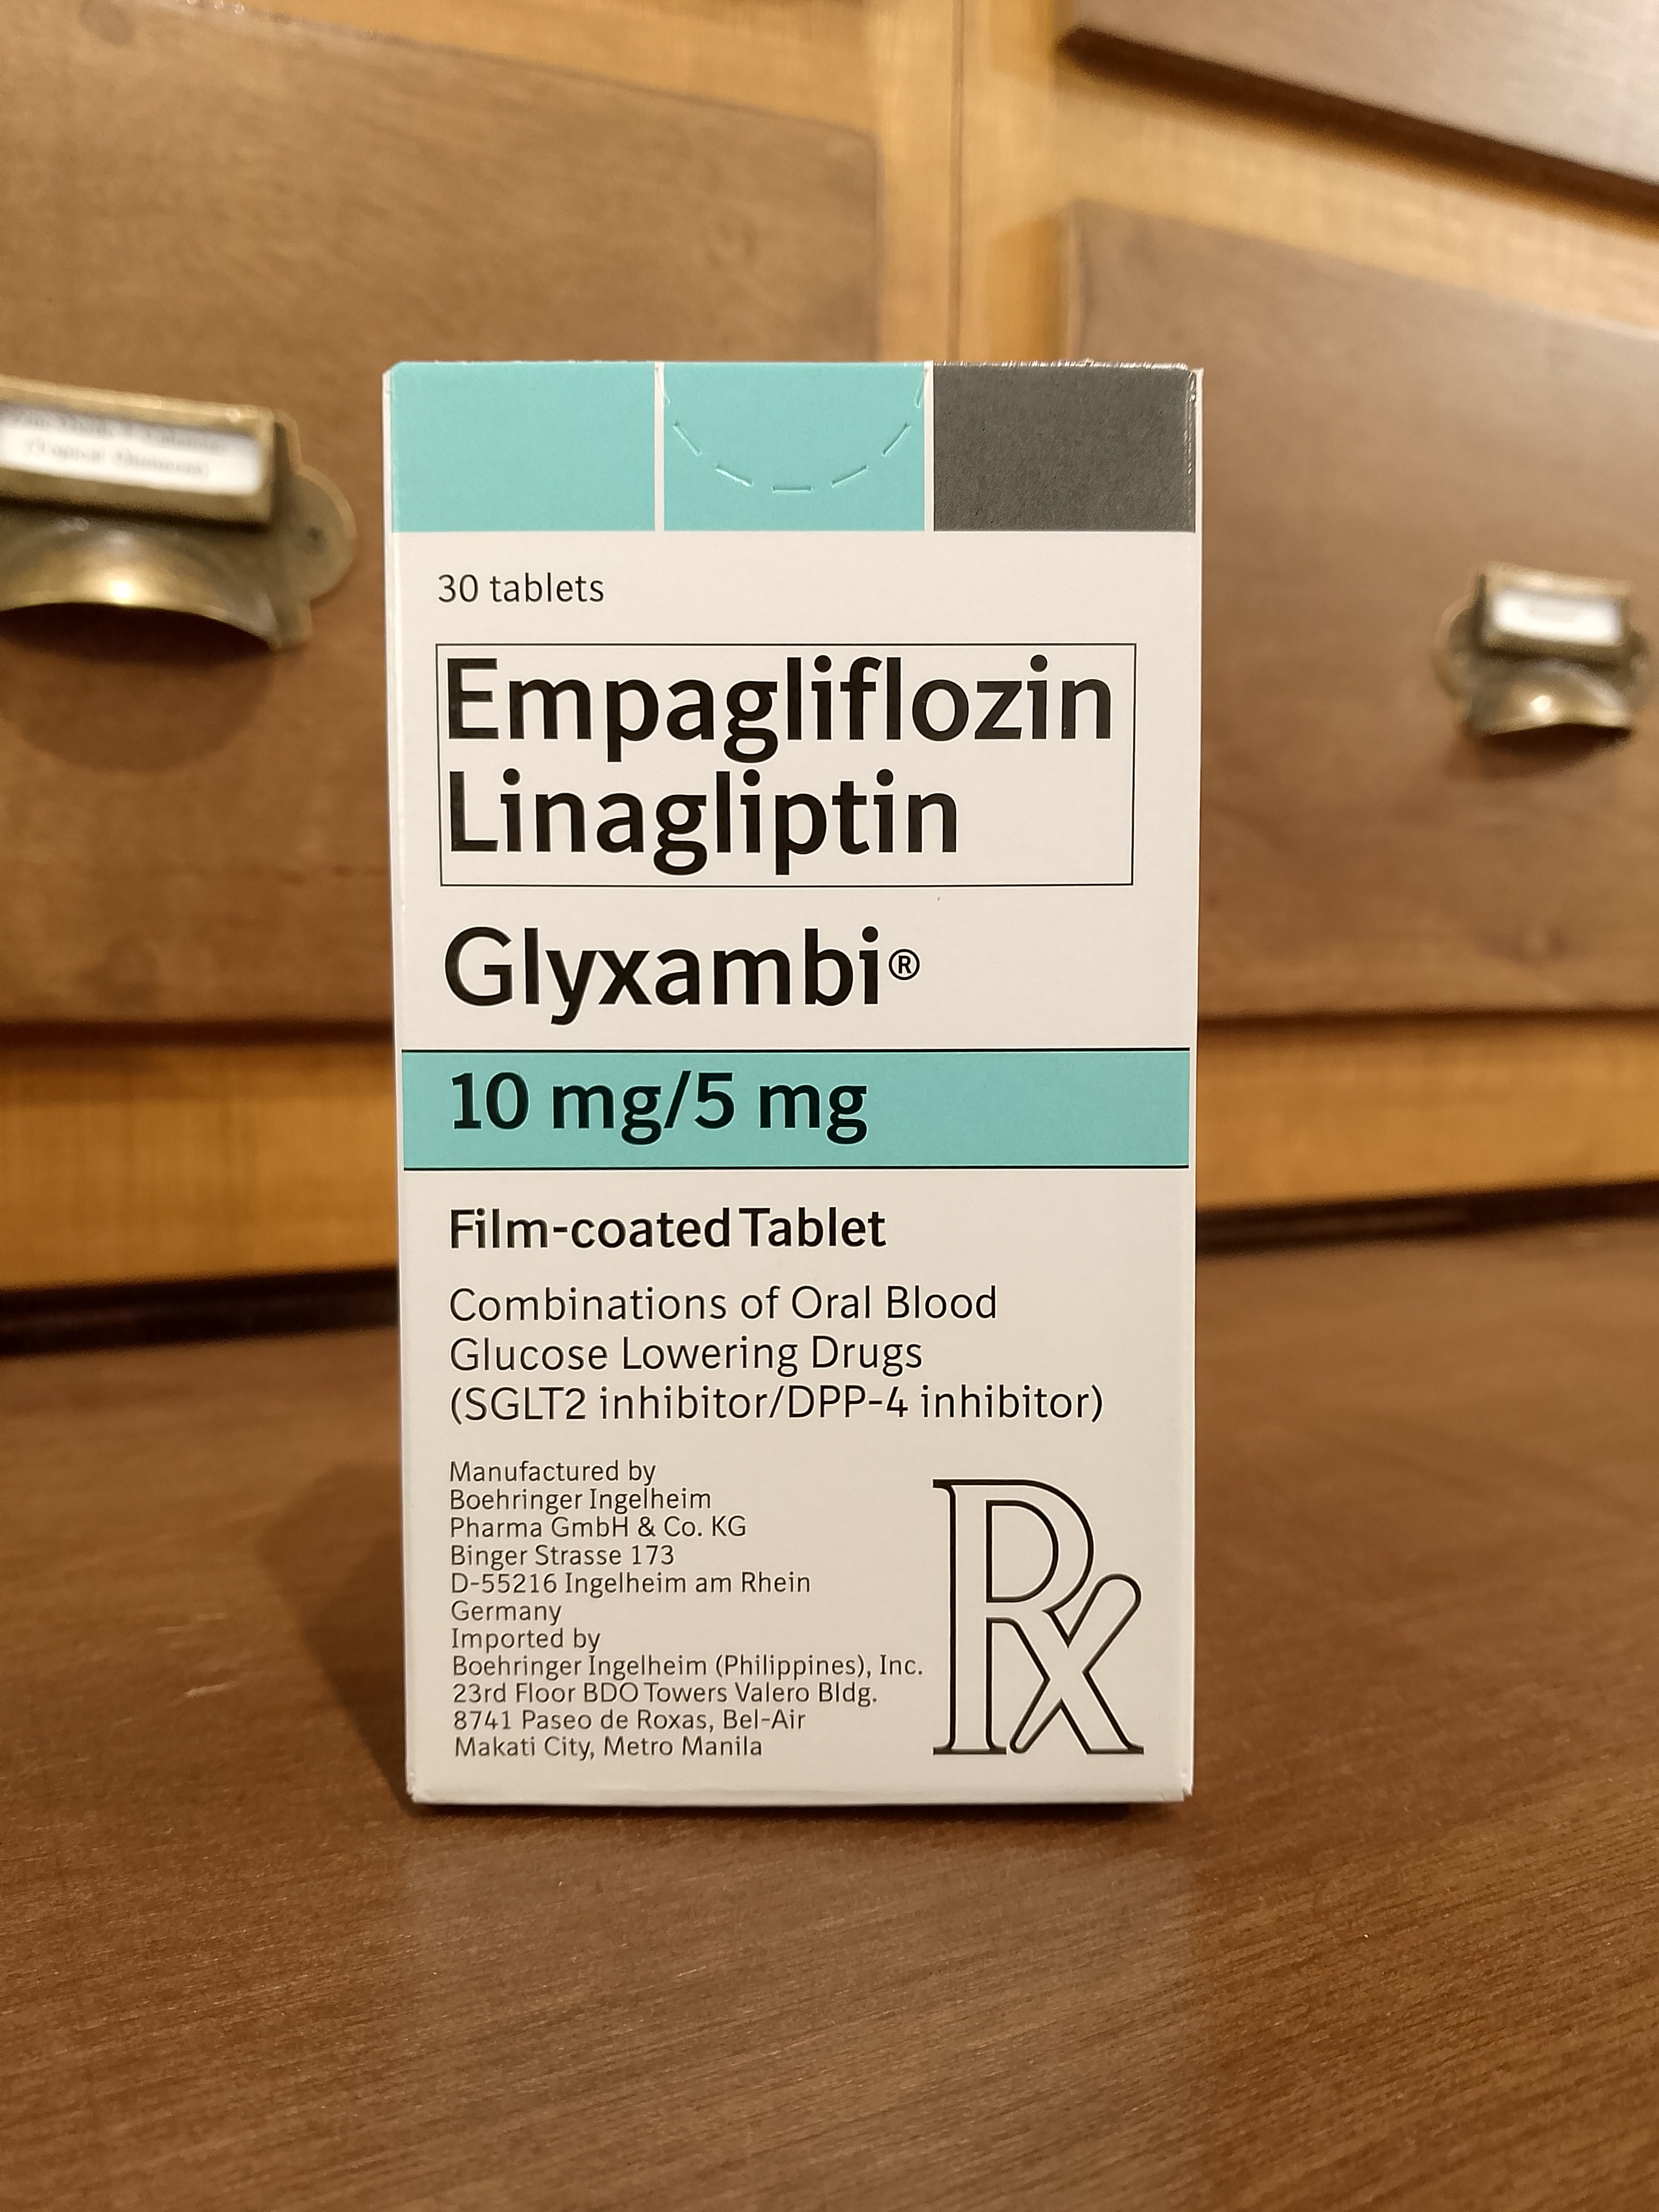 30 tablets
Empagliflozin
Linagliptin
Glyxambi®
10 mg/5 mg
Film-coated Tablet
Combinations of Oral Blood
Glucose Lowering Drugs
(SGLT2 inhibitor/DPP-4 inhibitor)
Manufactured by
Boehringer Ingelheim
Pharma GmbH & Co. KG
Binger Strasse 173
D-55216 Ingelheim am Rhein
Germany
Imported by
Boehringer Ingelheim (Philippines), Inc.
23rd Floor BDO Towers Valero Bldg.
8741 Paseo de Roxas, Bel-Air
Makati City, Metro Manila
Rx
(Topical Ointment)